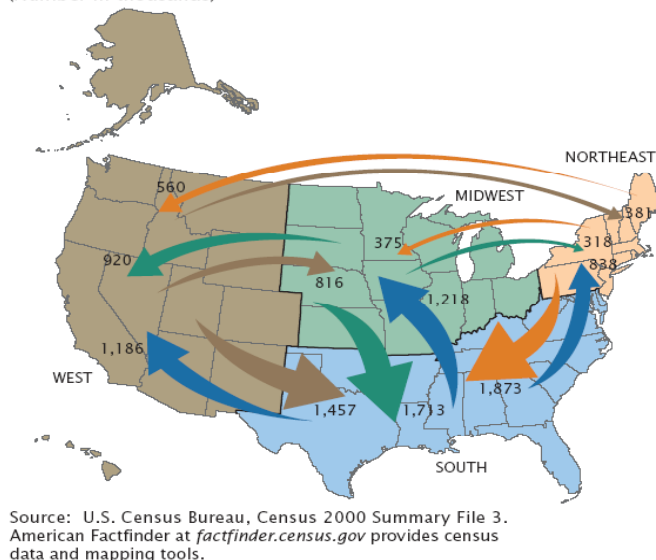 NORTHEAST
560
MIDWEST
381
375
318
920
838
816
1,218
1,186
WEST
1,873
1,457
1,713
SOUTH
Source: U.S. Census Bureau, Census 2000 Summary File 3.
American Factfinder at factfinder.census.gov provides census
data and mapping tools.